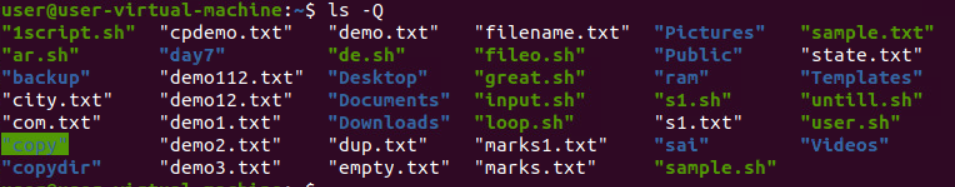 user@user-virtual-machine:~$ ls -Q
"1script.sh" "cpdemo.txt" "demo.txt" "filename.txt" "Pictures" "sample.txt"
"ar.sh" "day7" "de.sh" "fileo.sh" "Public" "state.txt"
"backup" "demo112.txt" "Desktop" "great.sh" "ram" "Templates"
"city.txt" "demo12.txt" "Documents" "input.sh" "s1.sh" "untill.sh"
"com.txt" "demo1.txt" "Downloads" "loop.sh" "s1.txt" "user.sh"
"copy" "demo2.txt" "dup.txt" "marks1.txt" "sai" "Videos"
"copydir" "demo3.txt" "empty.txt" "marks.txt" "sample.sh"
user@user-virtual-machine:~$